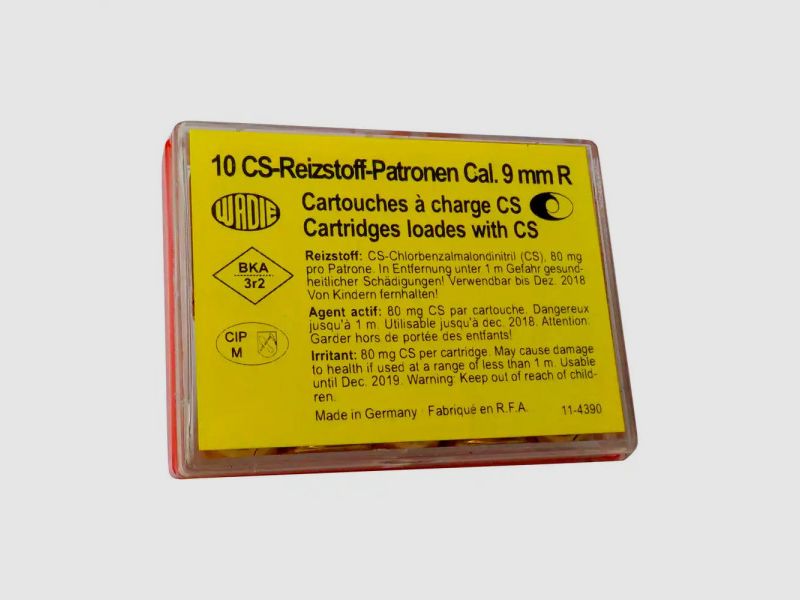 10 CS-Reizstoff-Patronen Cal. 9 mm R
WADIE
Cartouches à charge CS
Cartridges loades with CS
BKA
3r2
CIP
M
Reizstoff: CS-Chlorbenzalmalondinitril (CS), 80 mg
pro Patrone. In Entfernung unter 1 m Gefahr gesund-
heitlicher Schädigungen! Verwendbar bis Dez. 2018
Von Kindern fernhalten!
Agent actif: 80 mg CS par cartouche. Dangereux
jusqu'à 1 m. Utilisable jusqu'à dec. 2018. Attention:
Garder hors de portée des entfants!
Irritant: 80 mg CS per cartridge. May cause damage
to health if used at a range of less than 1 m. Usable
until Dec. 2019. Warning: Keep out of reach of child-
ren.
Made in Germany · Fabriqué en R.F.A. 11-4390